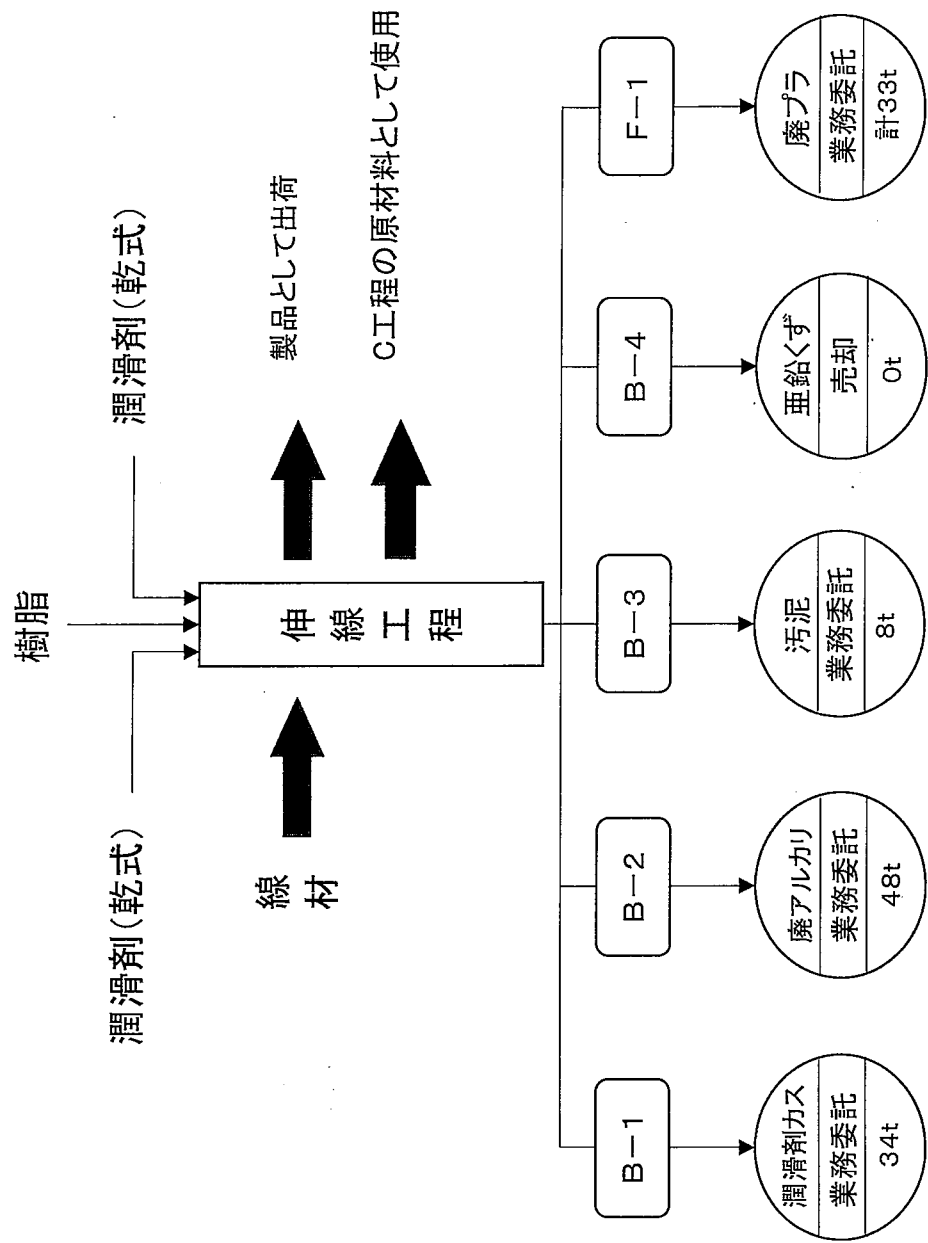 樹脂
潤滑剤(乾式)
潤滑剤(乾式)
線材
伸線工程
製品として出荷
C工程の原材料として使用
B－1
B－2
B－3
B－4
F－1
潤滑剤カス
業務委託
34t
廃アルカリ
業務委託
48t
汚泥
業務委託
8t
亜鉛くず
売却
0t
廃プラ
業務委託
計33t